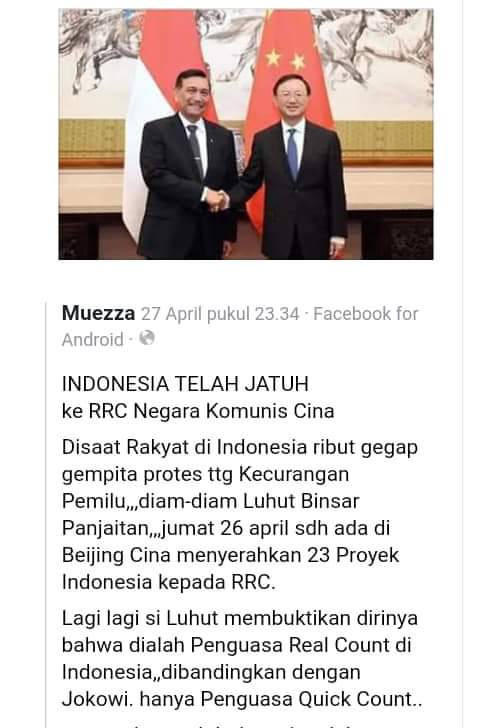 Muezza 27 April pukul 23.34 · Facebook for
Android ·
INDONESIA TELAH JATUH
ke RRC Negara Komunis Cina
Disaat Rakyat di Indonesia ribut gegap
gempita protes ttg Kecurangan
Pemilu,,,diam-diam Luhut Binsar
Panjaitan,,,jumat 26 april sdh ada di
Beijing Cina menyerahkan 23 Proyek
Indonesia kepada RRC.
Lagi lagi si Luhut membuktikan dirinya
bahwa dialah Penguasa Real Count di
Indonesia,,dibandingkan dengan
Jokowi. hanya Penguasa Quick Count..